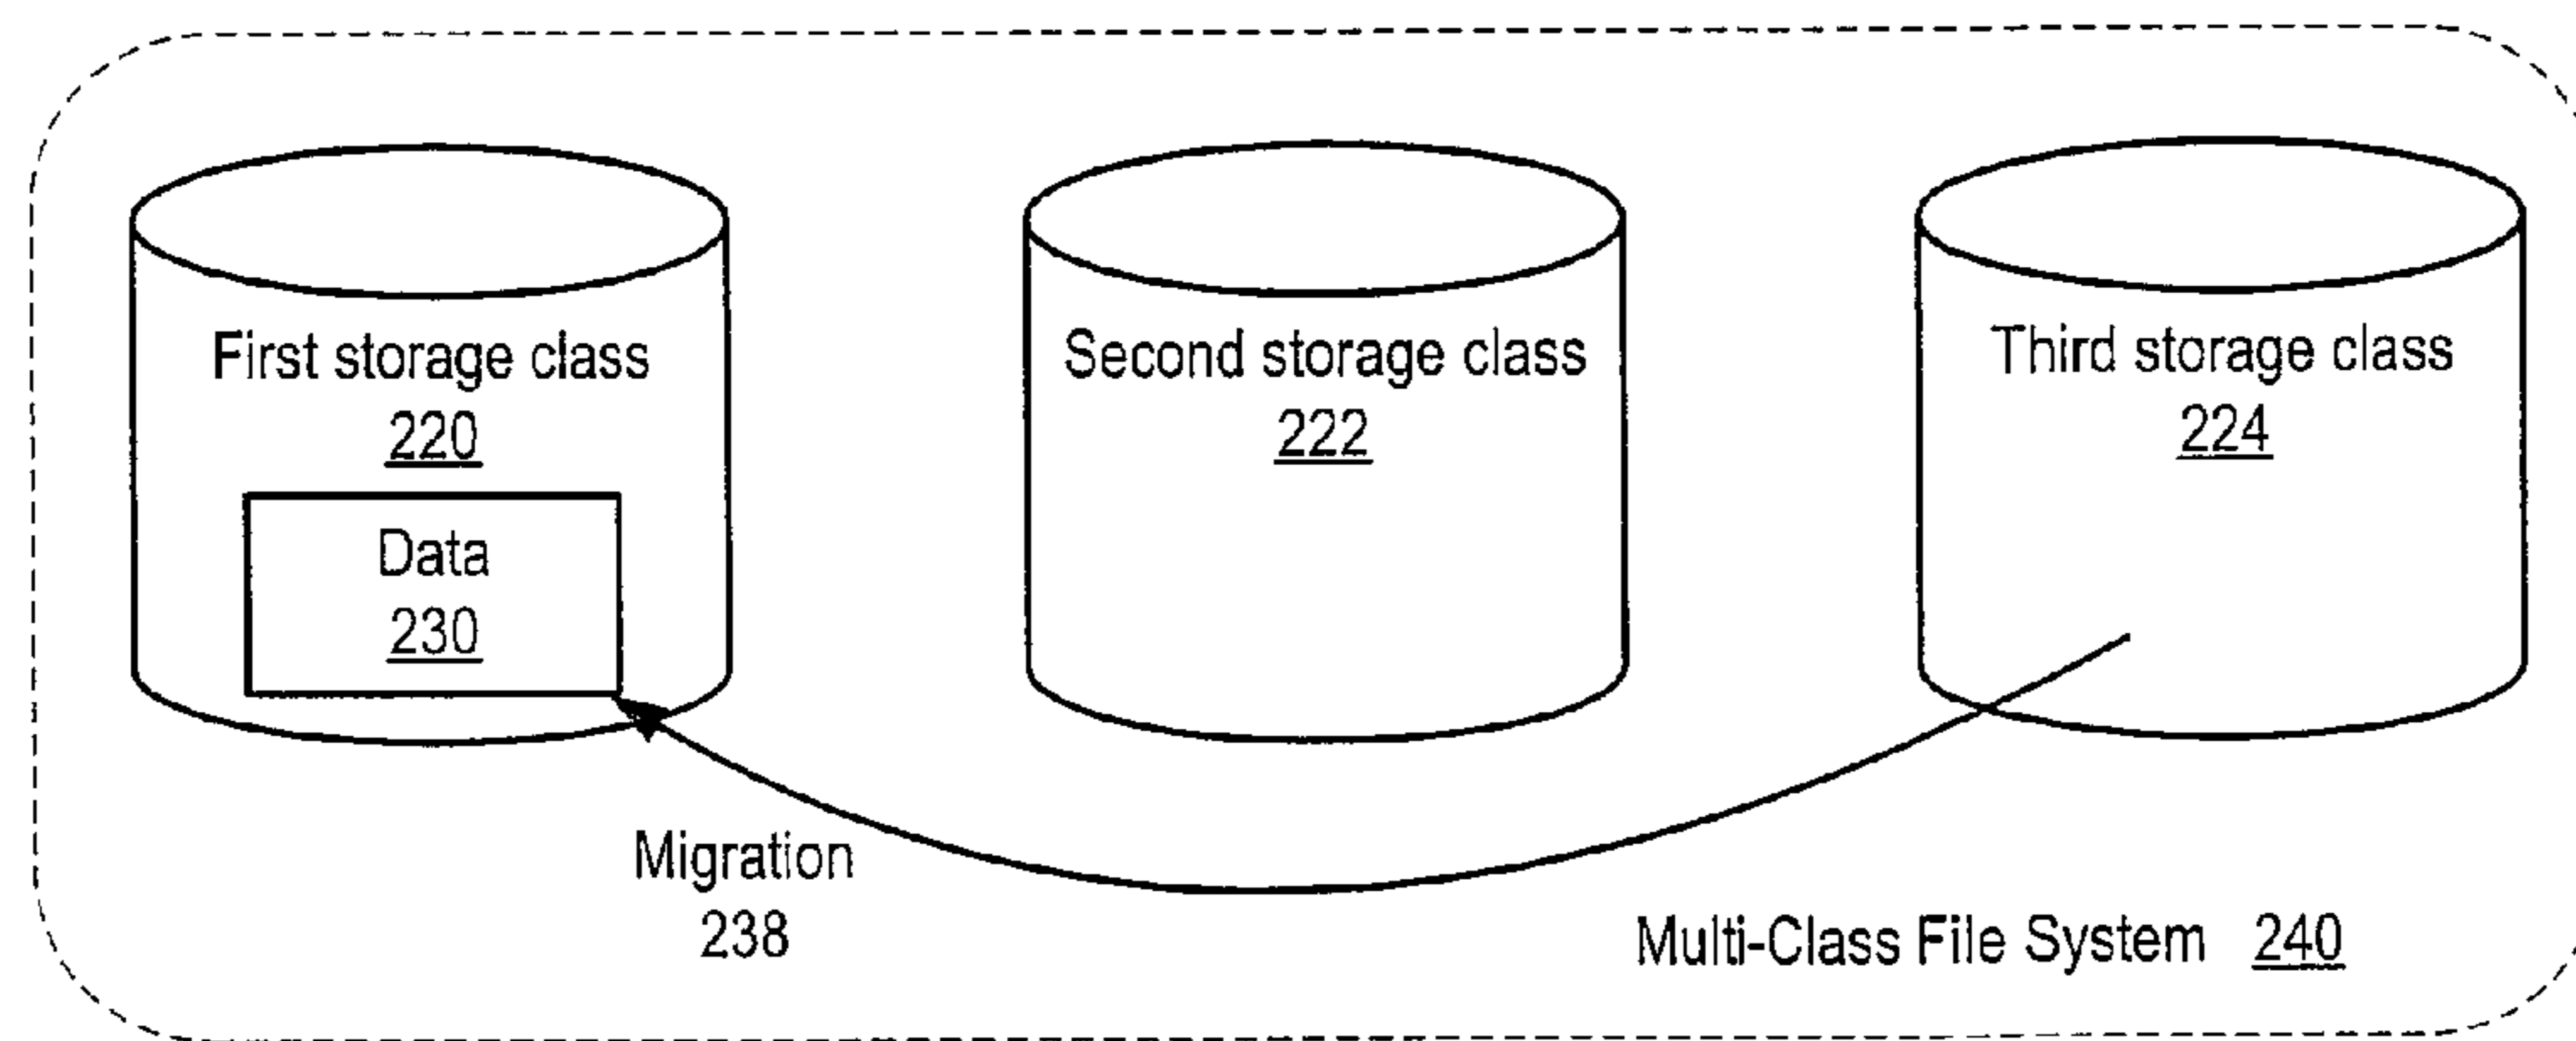 First storage class
220
Data
230
Second storage class
222
Third storage class
224
Migration
238
Multi-Class File System 240